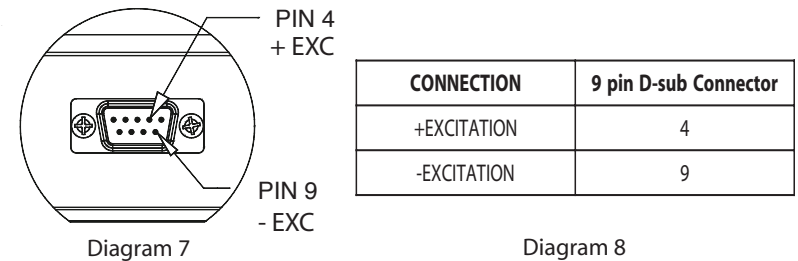 PIN 4
+ EXC
PIN 9
- EXC
Diagram 7
CONNECTION 9 pin D-sub Connector
+EXCITATION 4
-EXCITATION 9
Diagram 8